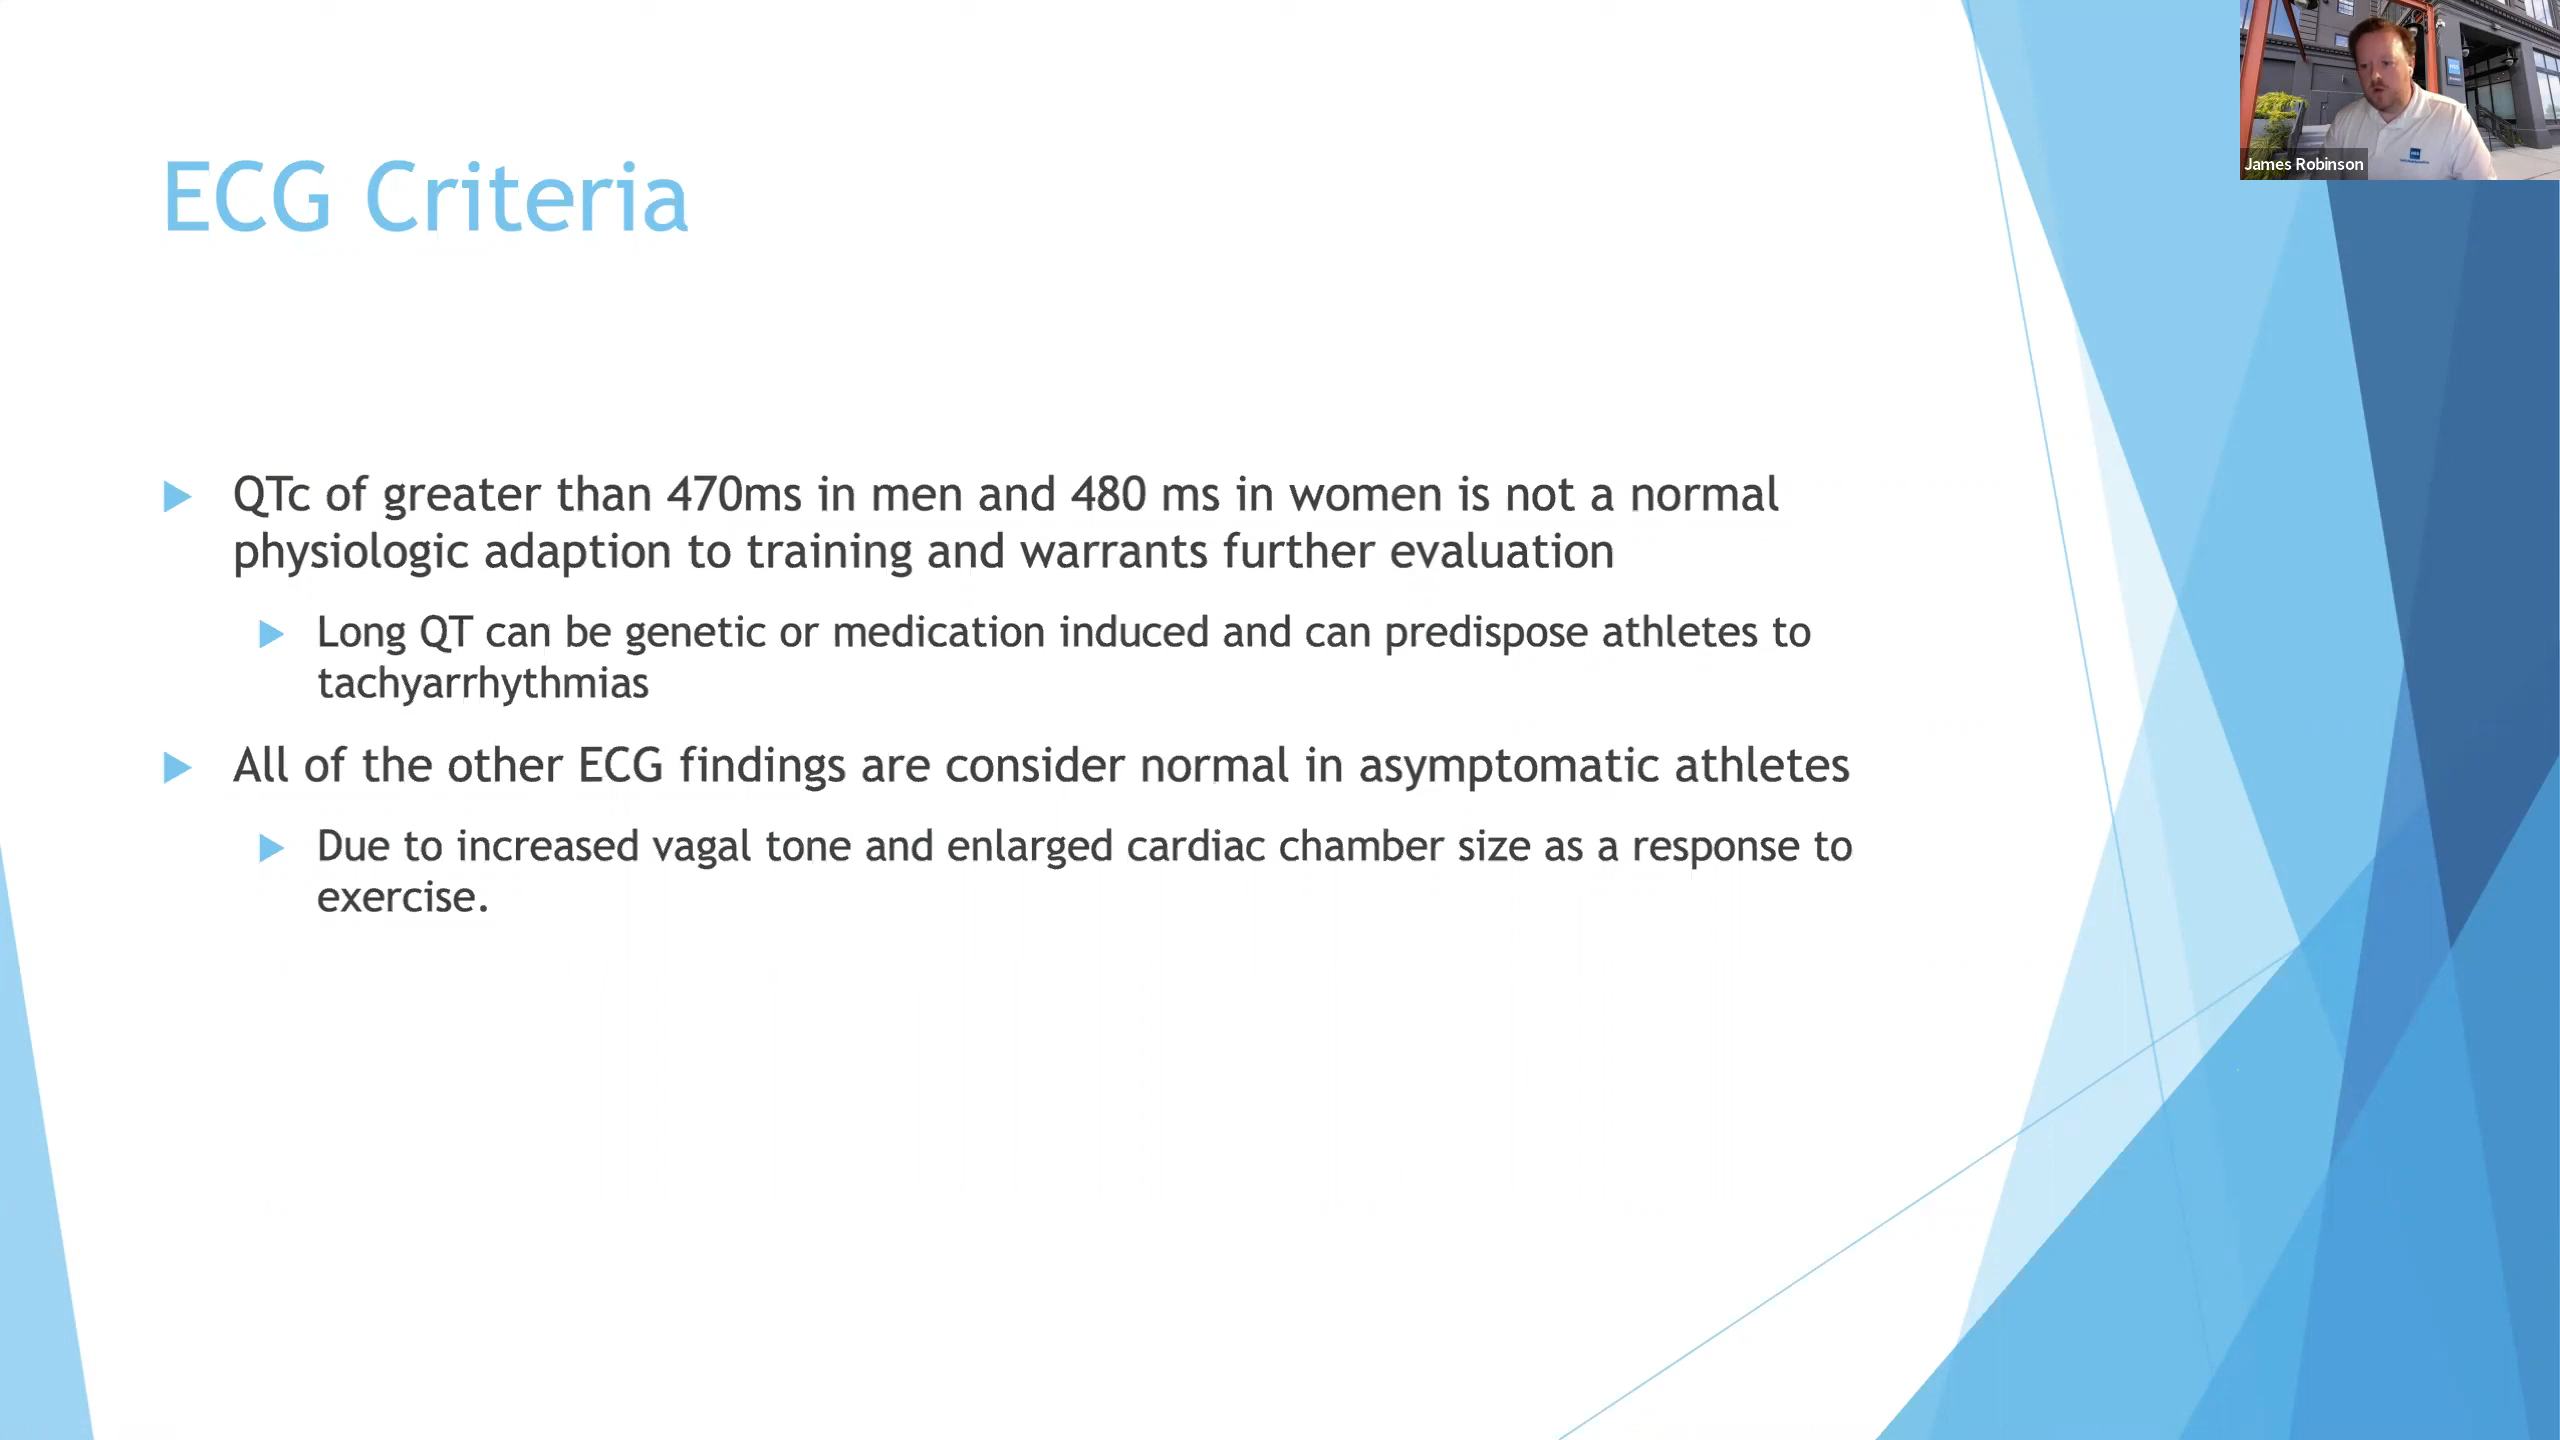 ECG Criteria
QTc of greater than 470ms in men and 480 ms in women is not a normal
physiologic adaption to training and warrants further evaluation
Long QT can be genetic or medication induced and can predispose athletes to
tachyarrhythmias
All of the other ECG findings are consider normal in asymptomatic athletes
Due to increased vagal tone and enlarged cardiac chamber size as a response to
exercise.
James Robinson